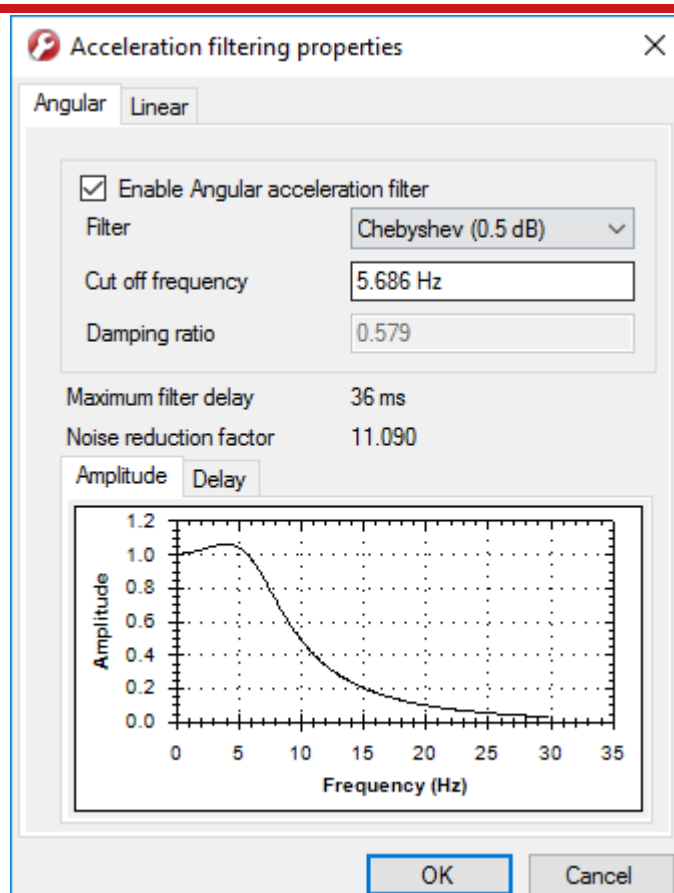 Acceleration filtering properties
Angular Linear
Enable Angular acceleration filter
Filter Chebyshev (0.5 dB)
Cut off frequency 5.686 Hz
Damping ratio 0.579
Maximum filter delay 36 ms
Noise reduction factor 11.090
Amplitude Delay
1.2
1.0
0.8
0.6
0.4
0.2
0.0
Amplitude
0 5 10 15 20 25 30 35
Frequency (Hz)
OK Cancel